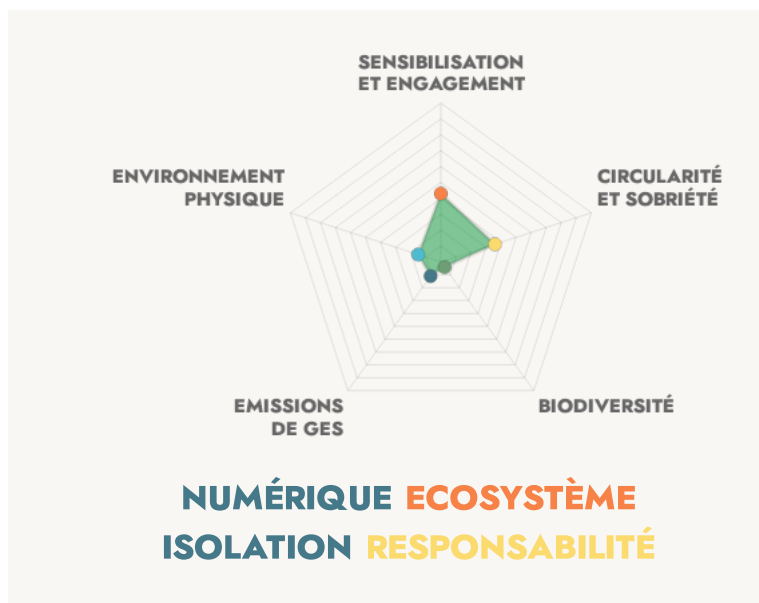 SENSIBILISATION
ET ENGAGEMENT
ENVIRONNEMENT
PHYSIQUE
CIRCULARITÉ
ET SOBRIÉTÉ
EMISSIONS
DE GES
BIODIVERSITÉ
NUMÉRIQUE ECOSYSTÈME
ISOLATION RESPONSABILITÉ